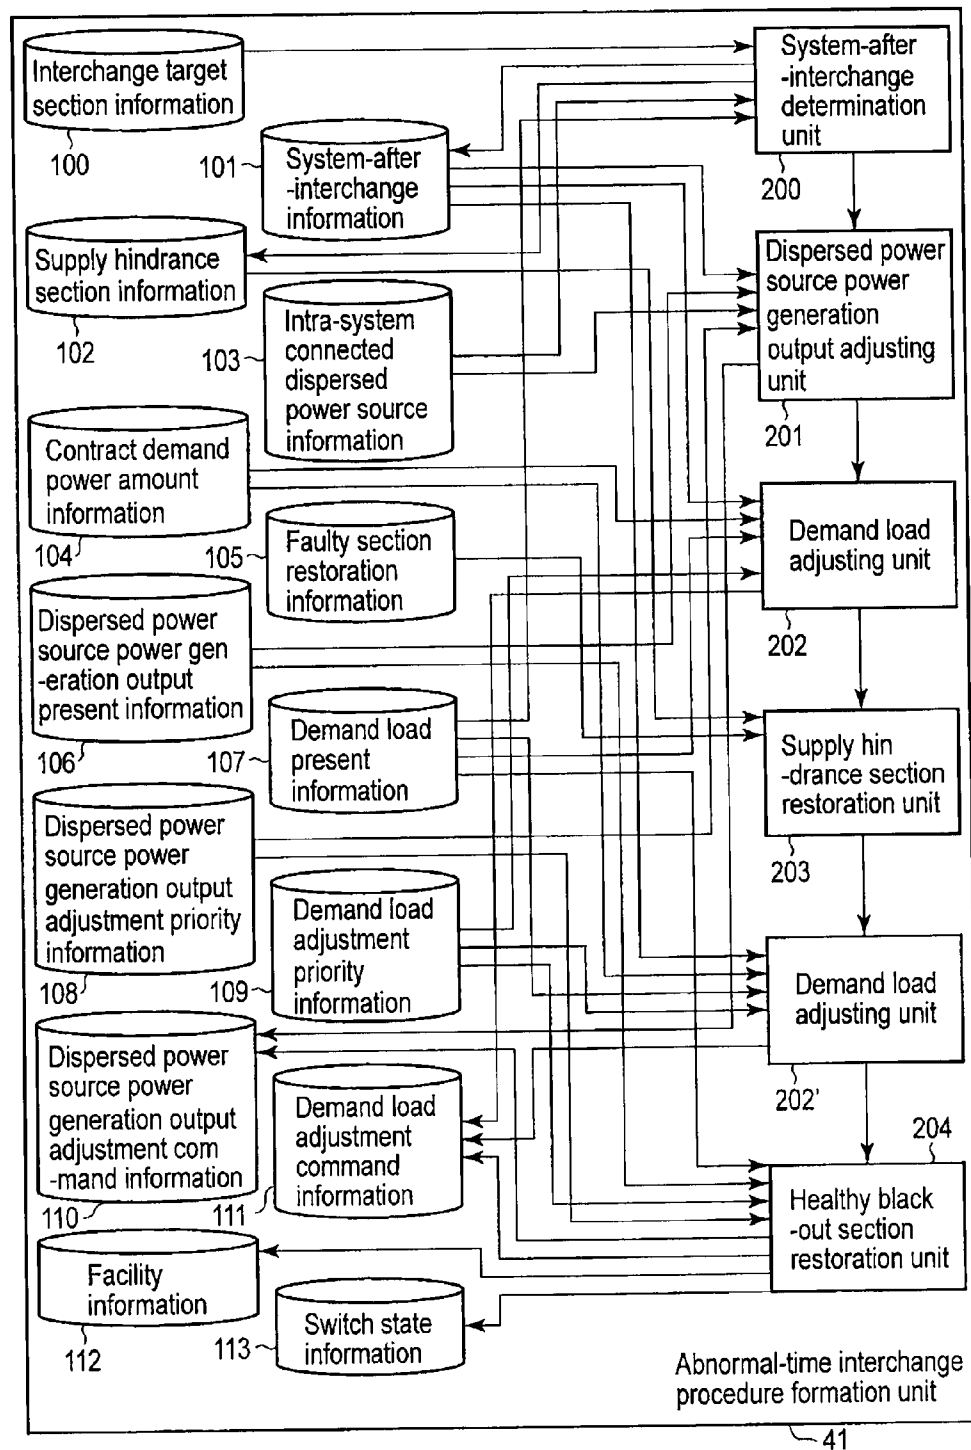 Interchange target
section information
100
System-after
-interchange
determination
unit
200
101
System-after
-interchange
information
Supply hindrance
section information
102
Dispersed power
source power
generation
output adjusting
unit
201
103
Intra-system
connected
dispersed
power source
information
Contract demand
power amount
information
104
105
Faulty section
restoration
information
Demand load
adjusting unit
202
Dispersed power
source power gen
-eration output
present information
106
107
Demand load
present
information
Supply hin
-drance section
restoration unit
203
Dispersed power
source power
generation output
adjustment priority
information
108
109
Demand load
adjustment
priority
information
Demand load
adjusting unit
202'
Dispersed power
source power
generation output
adjustment com
-mand information
110
111
Demand load
adjustment
command
information
204
Healthy black
-out section
restoration unit
Facility
information
112
113
Switch state
information
Abnormal-time interchange
procedure formation unit
41